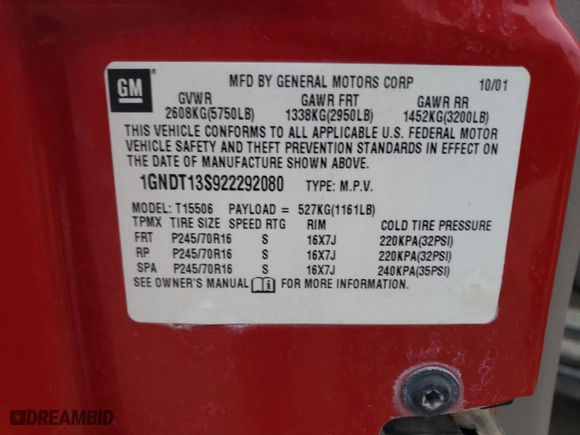 GM ®
MFD BY GENERAL MOTORS CORP 10/01
GVWR GAWR FRT GAWR RR
2608KG(5750LB) 1338KG(2950LB) 1452KG(3200LB)
THIS VEHICLE CONFORMS TO ALL APPLICABLE U.S. FEDERAL MOTOR
VEHICLE SAFETY AND THEFT PREVENTION STANDARDS IN EFFECT ON
THE DATE OF MANUFACTURE SHOWN ABOVE.
1GNDT13S922292080 TYPE: M.P.V.
MODEL: T15506 PAYLOAD = 527KG(1161LB)
TPMX TIRE SIZE SPEED RTG RIM COLD TIRE PRESSURE
FRT P245/70R16 S 16X7J 220KPA(32PSI)
RP P245/70R16 S 16X7J 220KPA(32PSI)
SPA P245/70R16 S 16X7J 240KPA(35PSI)
SEE OWNER'S MANUAL FOR MORE INFORMATION.
DREAMBID